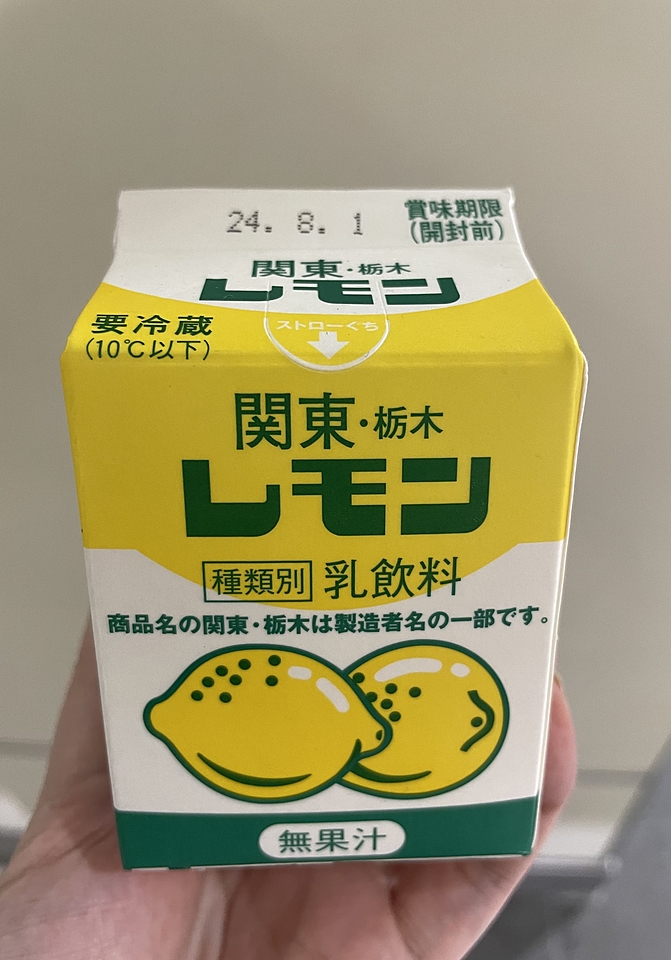 24. 8. 1
賞味期限
(開封前)
関東・栃木
レモン
ストローぐち
要冷蔵
(10℃以下)
関東・栃木
レモン
種類別 乳飲料
商品名の関東・栃木は製造者名の一部です。
無果汁